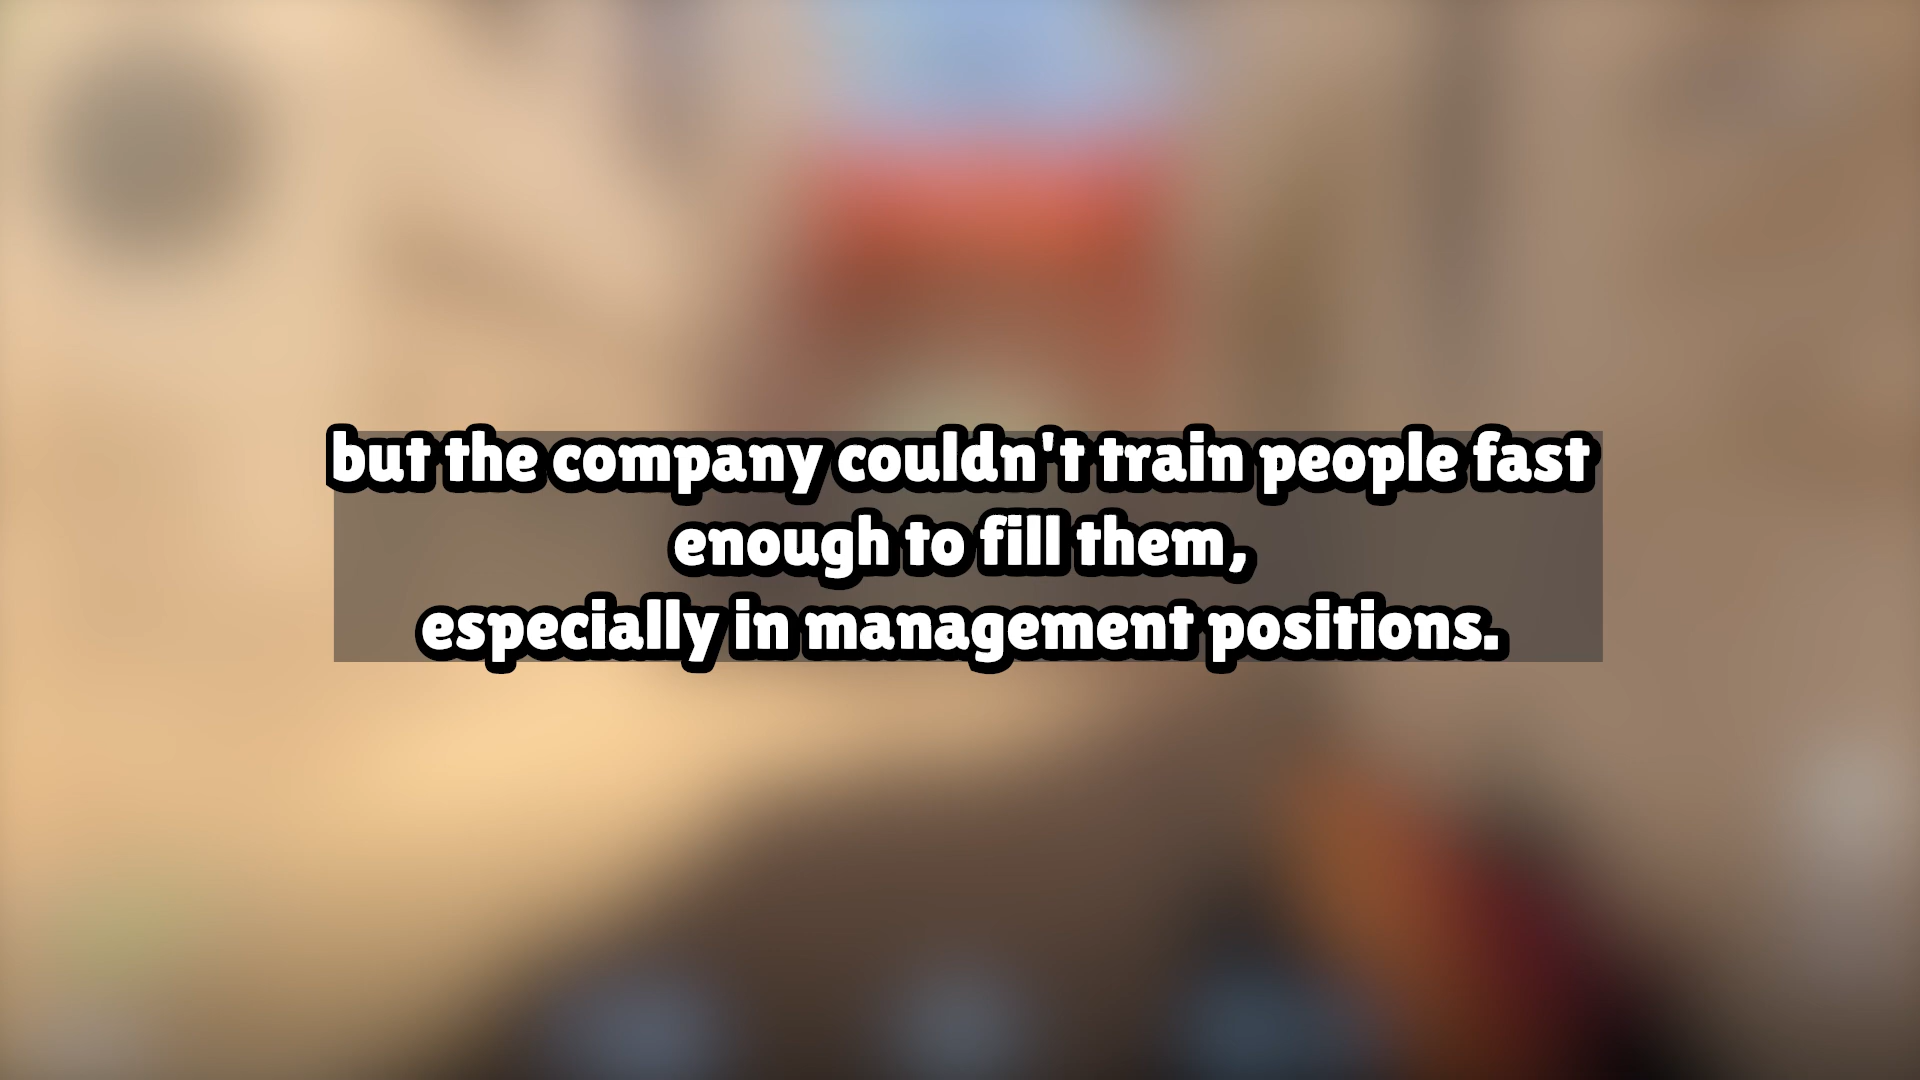 but the company couldn't train people fast
enough to fill them,
especially in management positions.